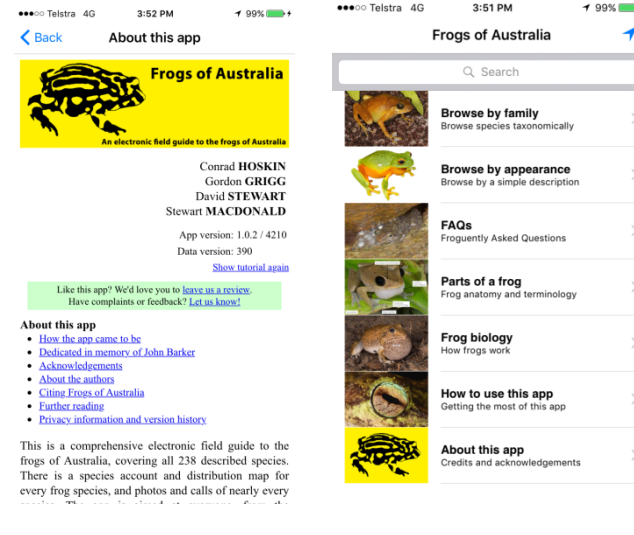 Telstra 4G 3:52 PM 99%
Back About this app
Frogs of Australia
An electronic field guide to the frogs of Australia
Conrad HOSKIN
Gordon GRIGG
David STEWART
Stewart MACDONALD
App version: 1.0.2 / 4210
Data version: 390
Show tutorial again
Like this app? We'd love you to leave us a review.
Have complaints or feedback? Let us know!
About this app
• How the app came to be
• Dedicated in memory of John Barker
• Acknowledgements
• About the authors
• Citing Frogs of Australia
• Further reading
• Privacy information and version history
This is a comprehensive electronic field guide to the
frogs of Australia, covering all 238 described species.
There is a species account and distribution map for
every frog species, and photos and calls of nearly every
Telstra 4G 3:51 PM 99%
Frogs of Australia
Search
Browse by family
Browse species taxonomically
Browse by appearance
Browse by a simple description
FAQs
Froguently Asked Questions
Parts of a frog
Frog anatomy and terminology
Frog biology
How frogs work
How to use this app
Getting the most of this app
About this app
Credits and acknowledgements